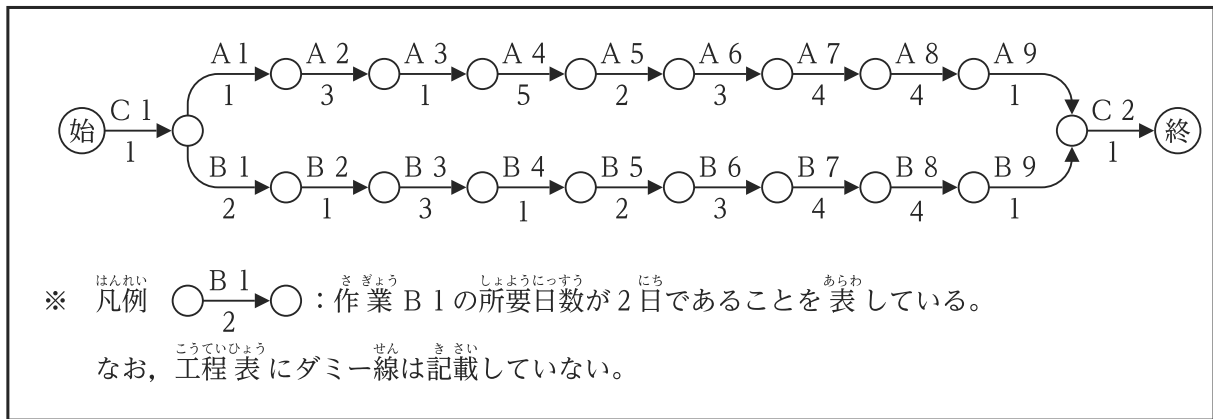 A 1 A 2 A 3 A 4 A 5 A 6 A 7 A 8 A 9
1 3 1 5 2 3 4 4 1
始 C 1 C 2 終
1 1
B 1 B 2 B 3 B 4 B 5 B 6 B 7 B 8 B 9
2 1 3 1 2 3 4 4 1
はんれい B 1 さ ぎょう しょようにっすう にち あらわ
※ 凡例 :作業B 1の所要日数が2日であることを表している。
2
こうていひょう せん き さい
なお,工程表にダミー線は記載していない。